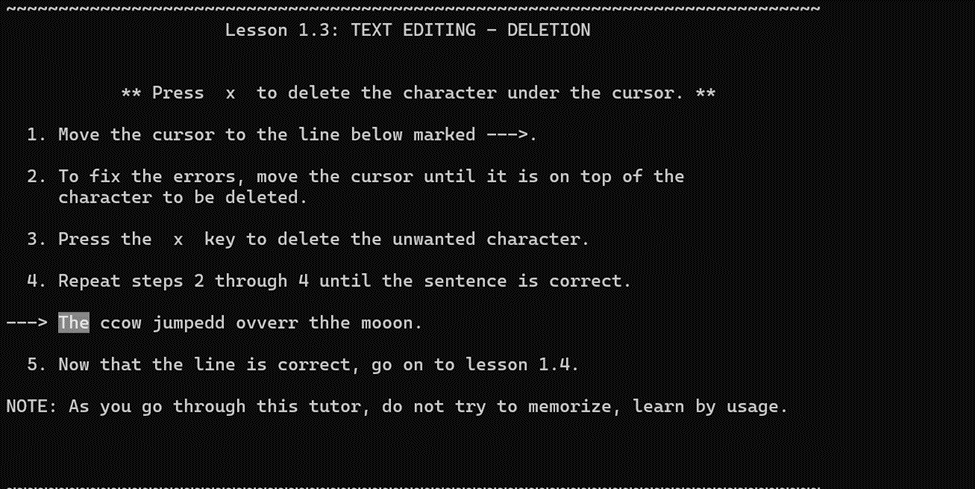 ~~~~~~~~~~~~~~~~~~~~~~~~~~~~~~~~~~~~~~~~~~~~~~~~~~~~~~~~~~~~~~~~~~~~~~~~~~~~~~
Lesson 1.3: TEXT EDITING - DELETION
** Press  x  to delete the character under the cursor. **
1. Move the cursor to the line below marked --->.
2. To fix the errors, move the cursor until it is on top of the
character to be deleted.
3. Press the  x  key to delete the unwanted character.
4. Repeat steps 2 through 4 until the sentence is correct.
---> The ccow jumpedd ovverr thhe mooon.
5. Now that the line is correct, go on to lesson 1.4.
NOTE: As you go through this tutor, do not try to memorize, learn by usage.
~~~~~~~~~~~~~~~~~~~~~~~~~~~~~~~~~~~~~~~~~~~~~~~~~~~~~~~~~~~~~~~~~~~~~~~~~~~~~~